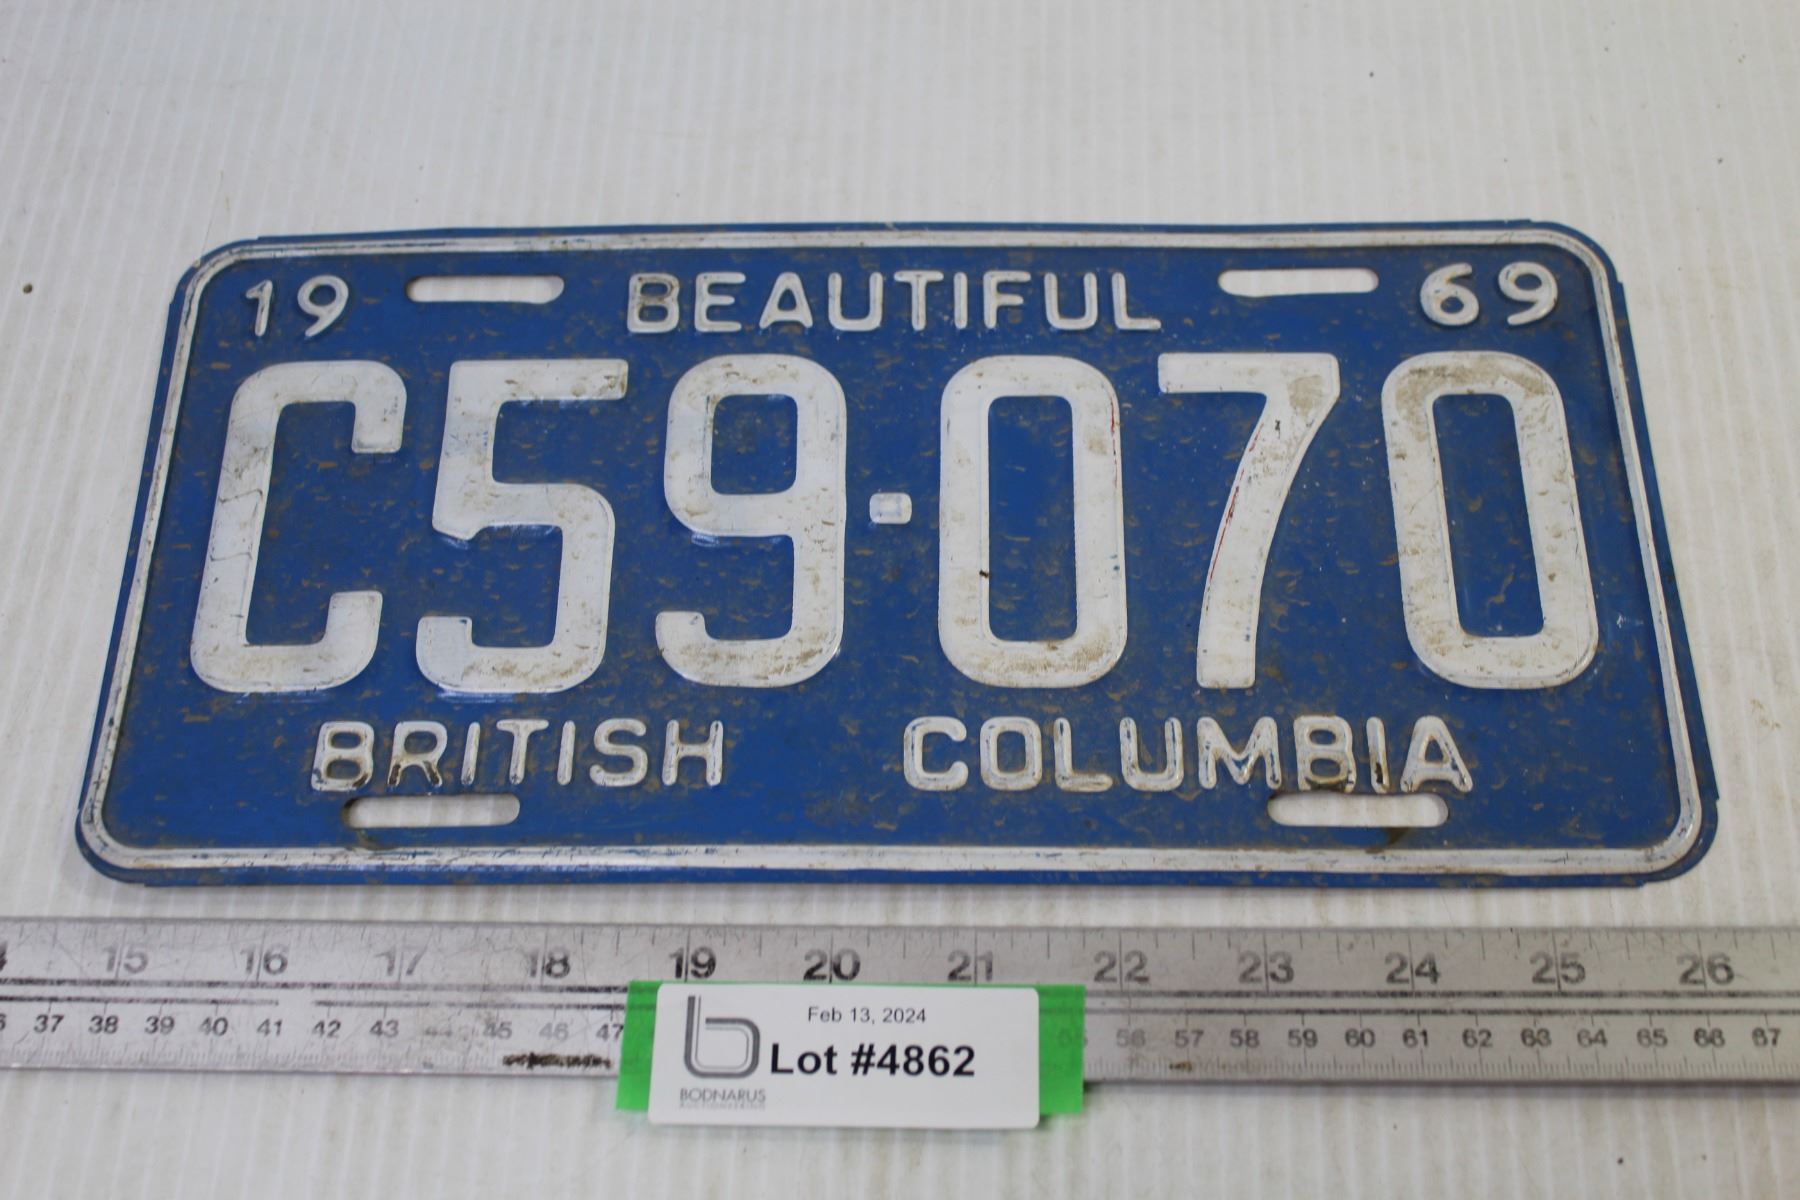 19 BEAUTIFUL 69
C59-070
BRITISH COLUMBIA
15 16 17 18 19 20 21 22 23 24 25 26
37 38 39 40 41 42 43 44 45 46 47 56 57 58 59 60 61 62 63 64 65 66 67
Feb 13, 2024
Lot #4862
BODNARUS
AUCTIONEERING